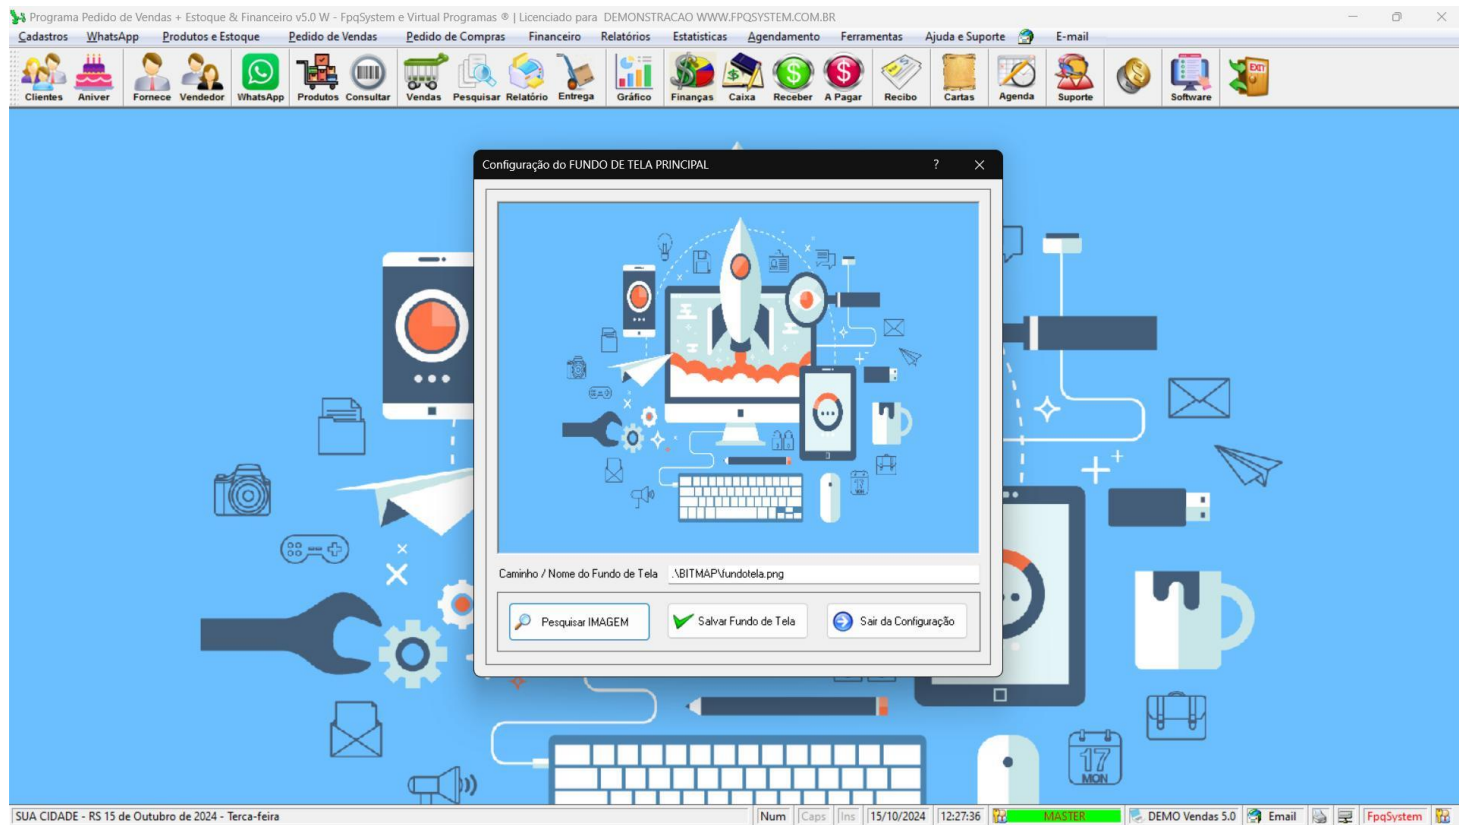 Programa Pedido de Vendas + Estoque & Financeiro v5.0 W - FpqSystem e Virtual Programas ® | Licenciado para DEMONSTRACAO WWW.FPQSYSTEM.COM.BR
Cadastros WhatsApp Produtos e Estoque Pedido de Vendas Pedido de Compras Financeiro Relatórios Estatisticas Agendamento Ferramentas Ajuda e Suporte E-mail
EXIT
Clientes Aniver Fornece Vendedor WhatsApp Produtos Consultar Vendas Pesquisar Relatório Entrega Gráfico Finanças Caixa Receber A Pagar Recibo Cartas Agenda Suporte Software
Configuração do FUNDO DE TELA PRINCIPAL
Caminho / Nome do Fundo de Tela .\BITMAP\fundotela.png
Pesquisar IMAGEM Salvar Fundo de Tela Sair da Configuração
17
MON
SUA CIDADE - RS 15 de Outubro de 2024 - Terca-feira Num Caps Ins 15/10/2024 12:27:36 MASTER DEMO Vendas 5.0 Email FpqSystem